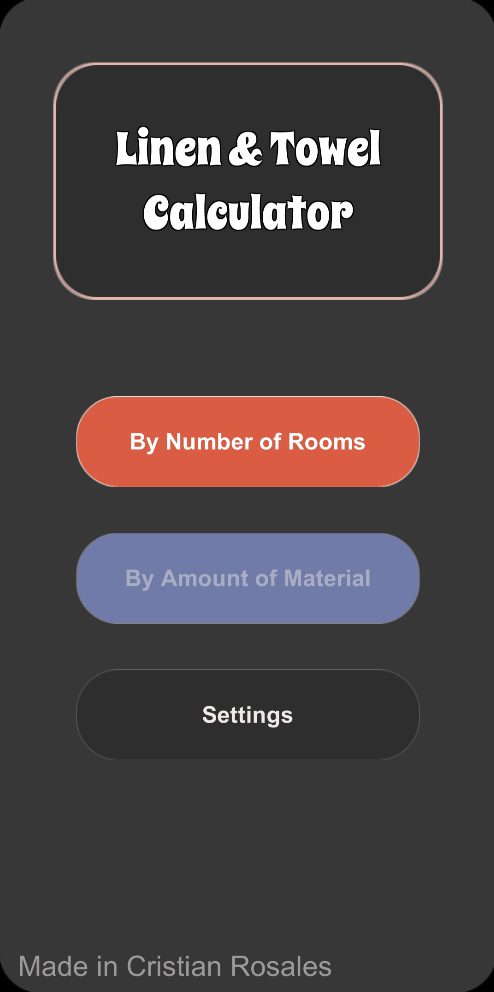 Linen & Towel
Calculator
By Number of Rooms
By Amount of Material
Settings
Made in Cristian Rosales